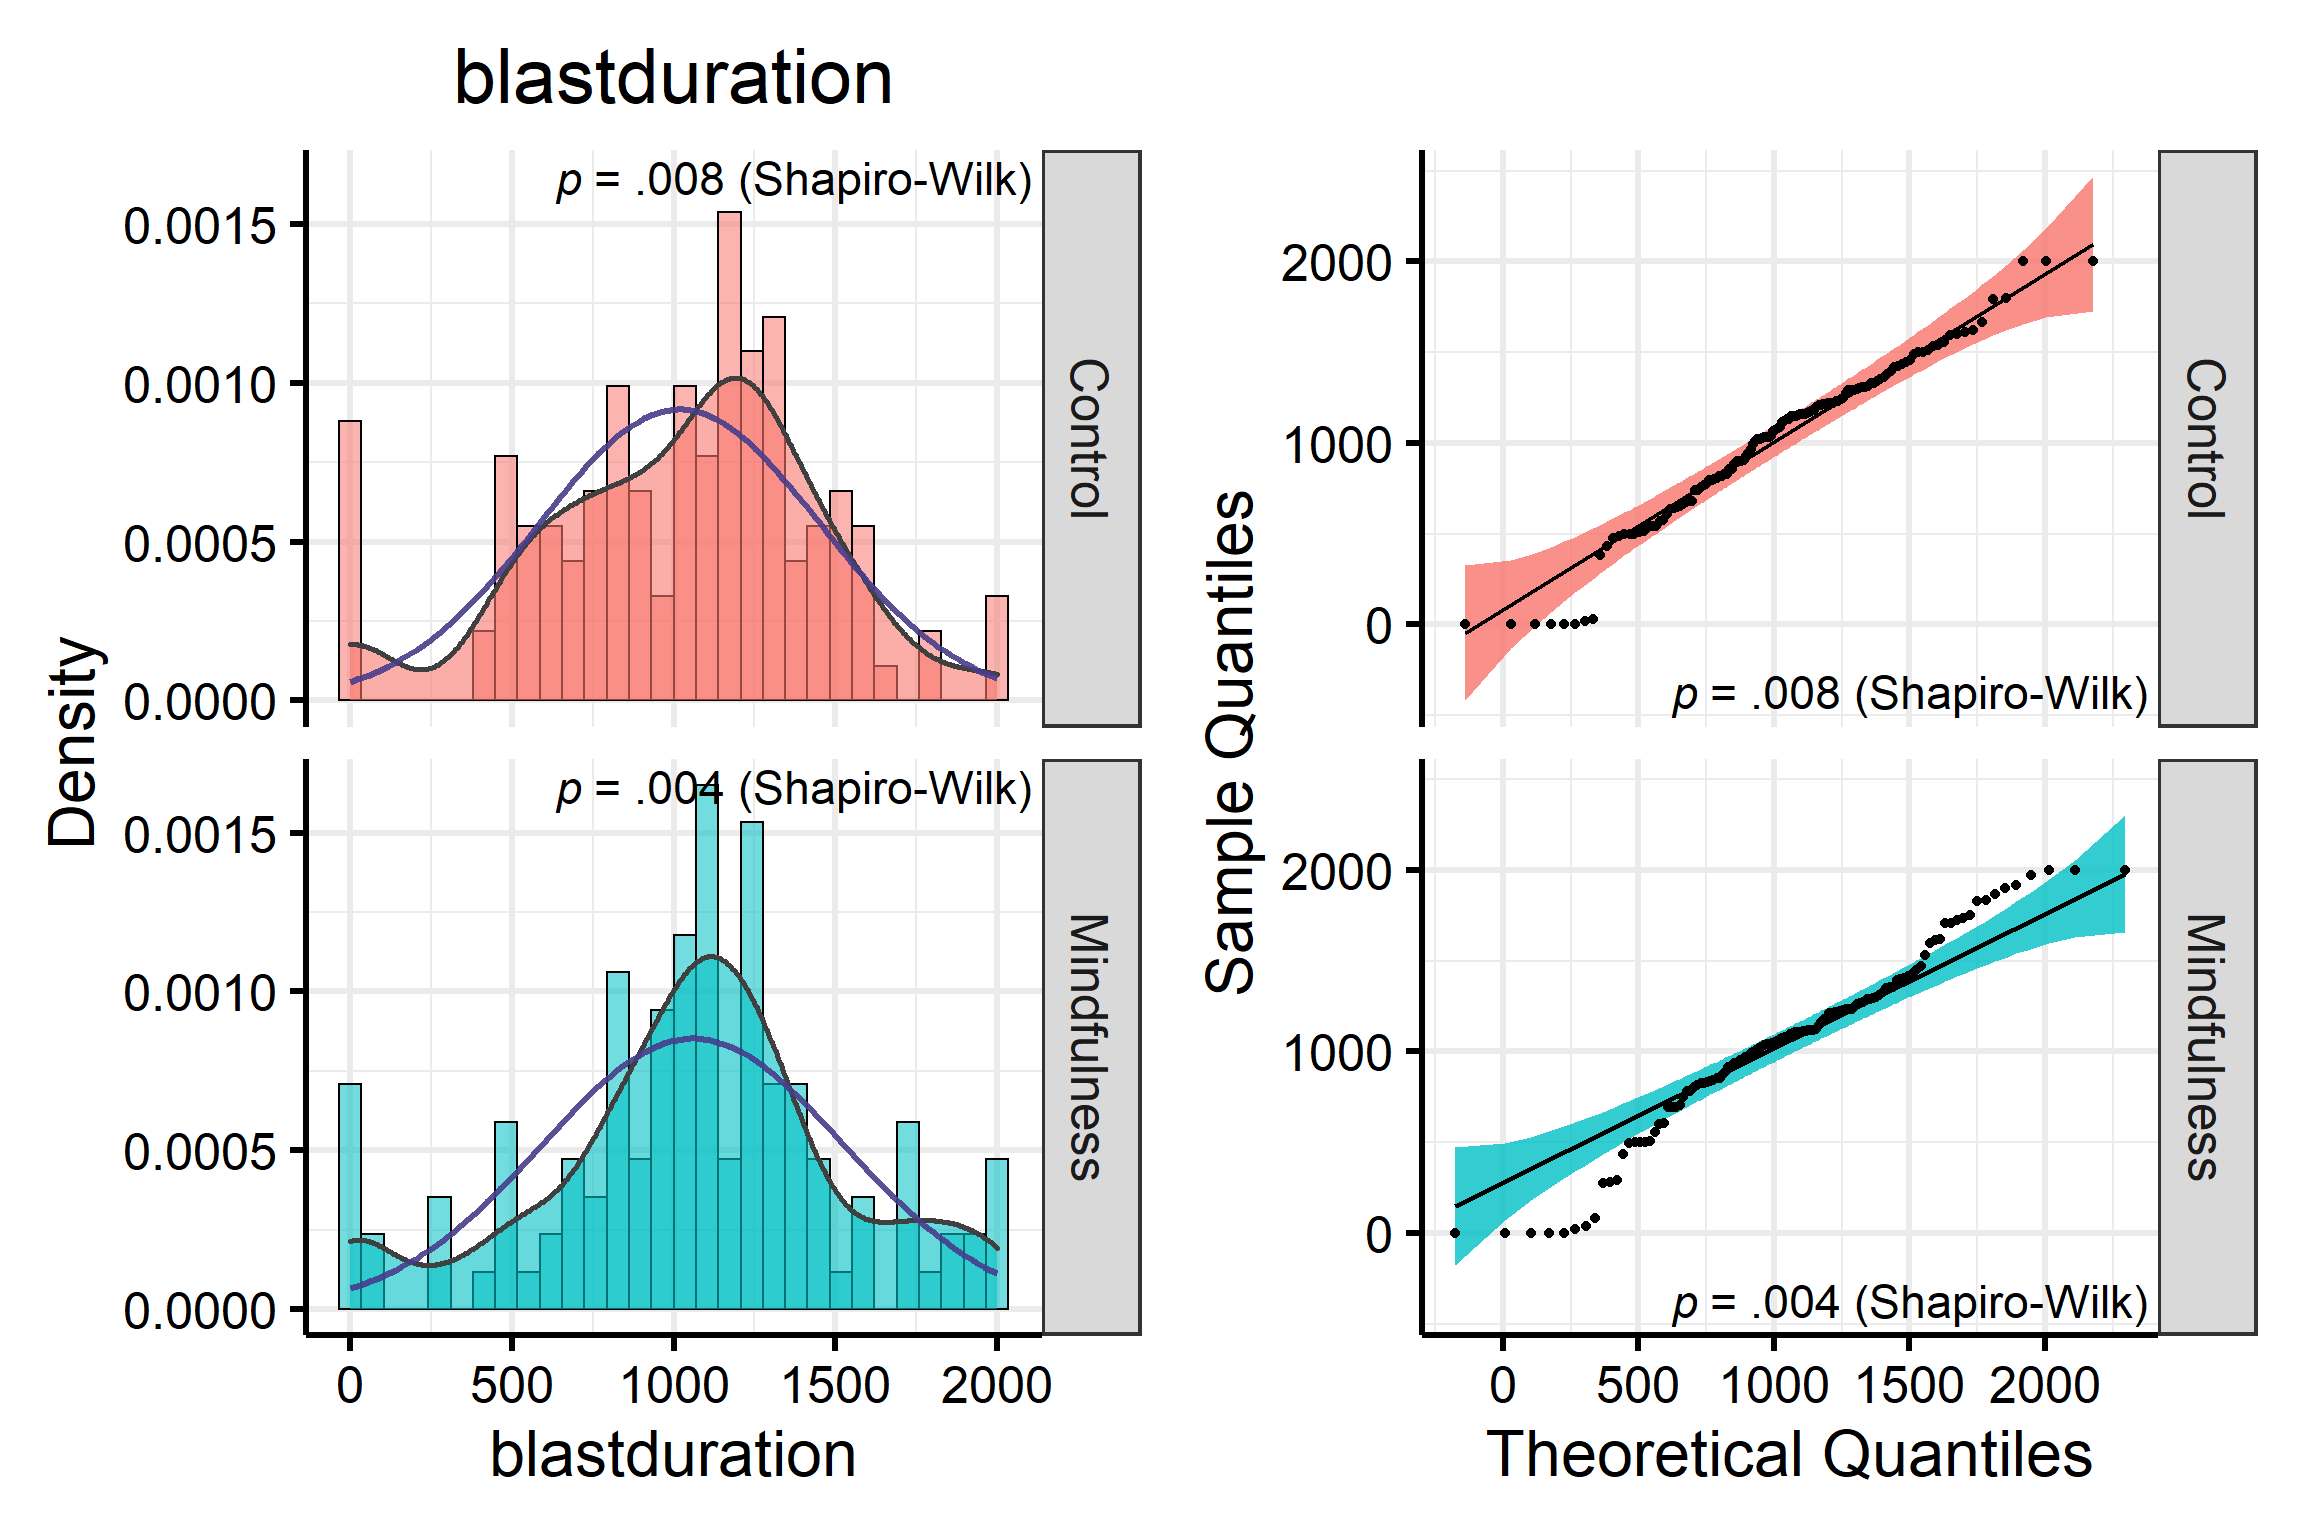 blastduration
Density
p = .008 (Shapiro-Wilk)
0.0015
0.0010
0.0005
0.0000
Control
p = .004 (Shapiro-Wilk)
0.0015
0.0010
0.0005
0.0000
Mindfulness
0 500 1000 1500 2000
blastduration
Sample Quantiles
2000
1000
0
p = .008 (Shapiro-Wilk)
Control
2000
1000
0
p = .004 (Shapiro-Wilk)
Mindfulness
0 500 1000 1500 2000
Theoretical Quantiles